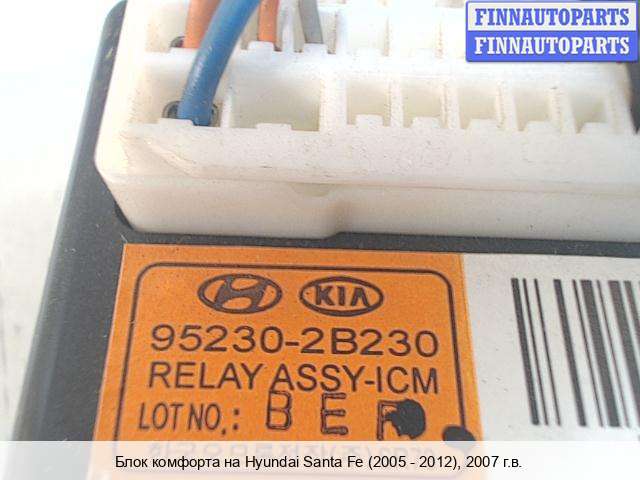 FINNAUTOPARTS
FINNAUTOPARTS
KIA
95230-2B230
RELAY ASSY-ICM
LOT NO.: BEF
Блок комфорта на Hyundai Santa Fe (2005 - 2012), 2007 г.в.